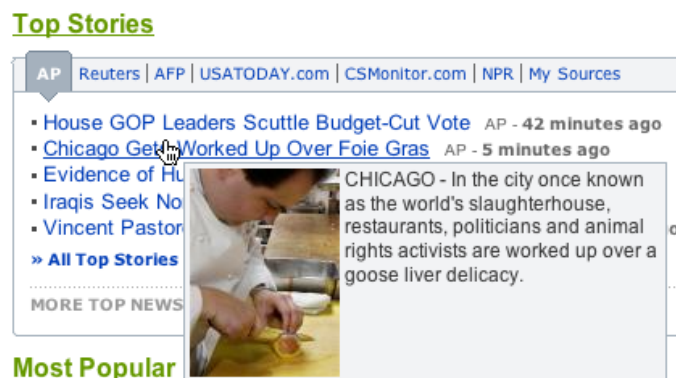 Top Stories
AP Reuters | AFP | USATODAY.com | CSMonitor.com | NPR | My Sources
▪ House GOP Leaders Scuttle Budget-Cut Vote AP - 42 minutes ago
▪ Chicago Get Worked Up Over Foie Gras AP - 5 minutes ago
▪ Evidence of
▪ Iraqis Seek
▪ Vincent
» All Top Stories
MORE TOP NEWS
CHICAGO - In the city once known
as the world's slaughterhouse,
restaurants, politicians and animal
rights activists are worked up over a
goose liver delicacy.
Most Popular